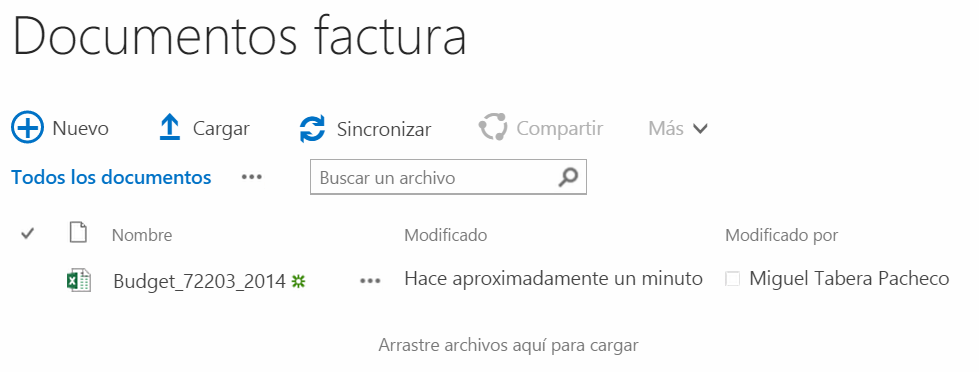 Documentos factura
Nuevo Cargar Sincronizar Compartir Más
Todos los documentos ••• Buscar un archivo
Nombre Modificado Modificado por
Budget_72203_2014 ••• Hace aproximadamente un minuto Miguel Tabera Pacheco
Arrastre archivos aquí para cargar